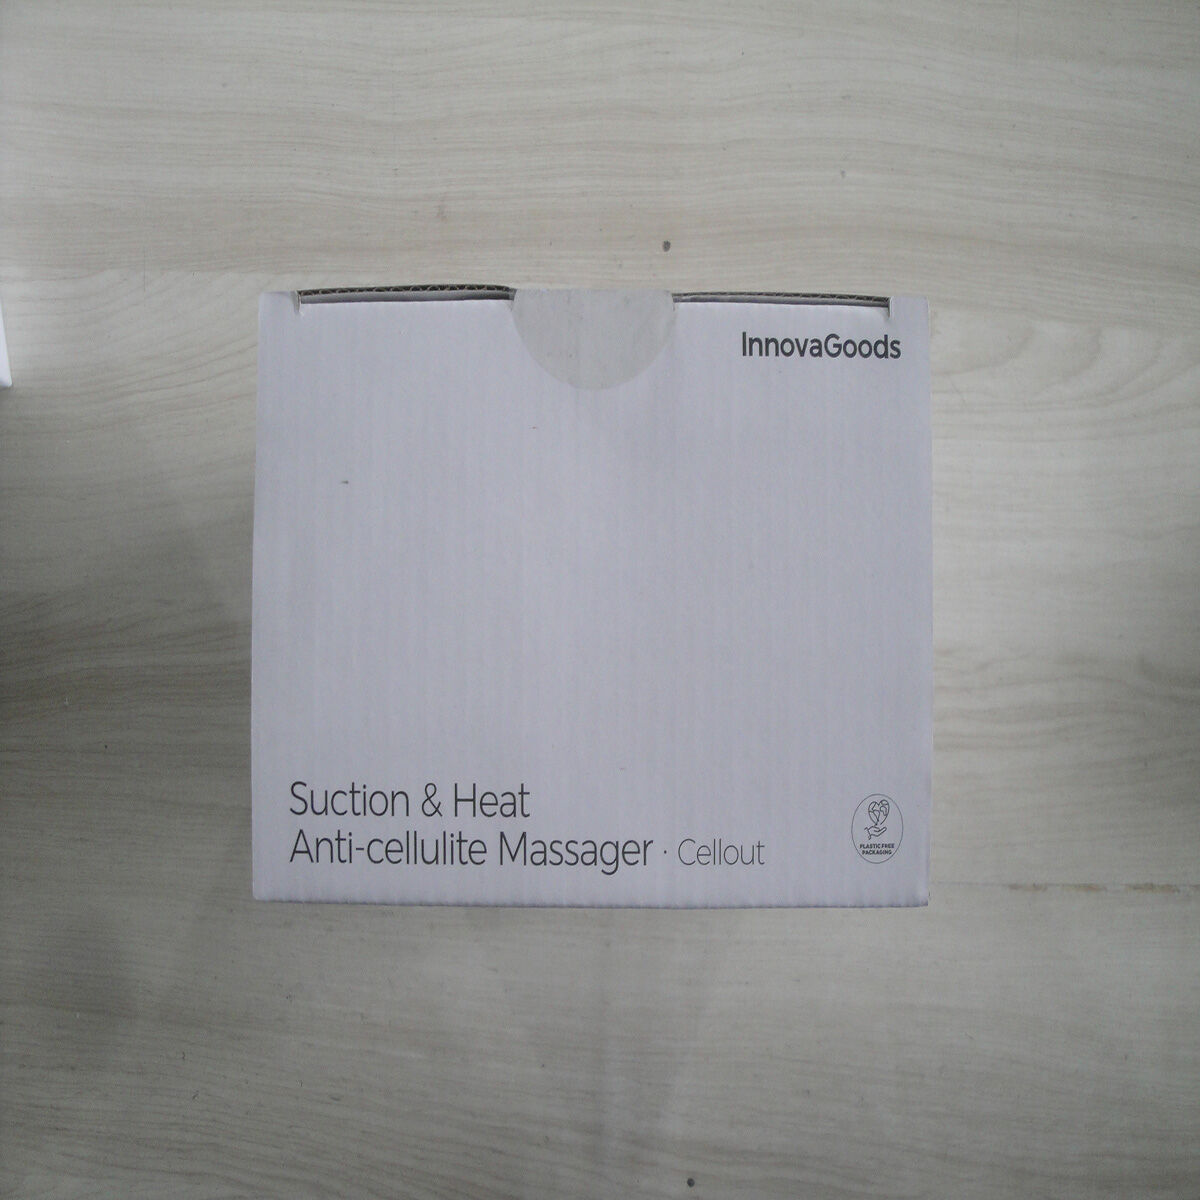 InnovaGoods
Suction & Heat
Anti-cellulite Massager · Cellout
PLASTIC FREE
PACKAGING